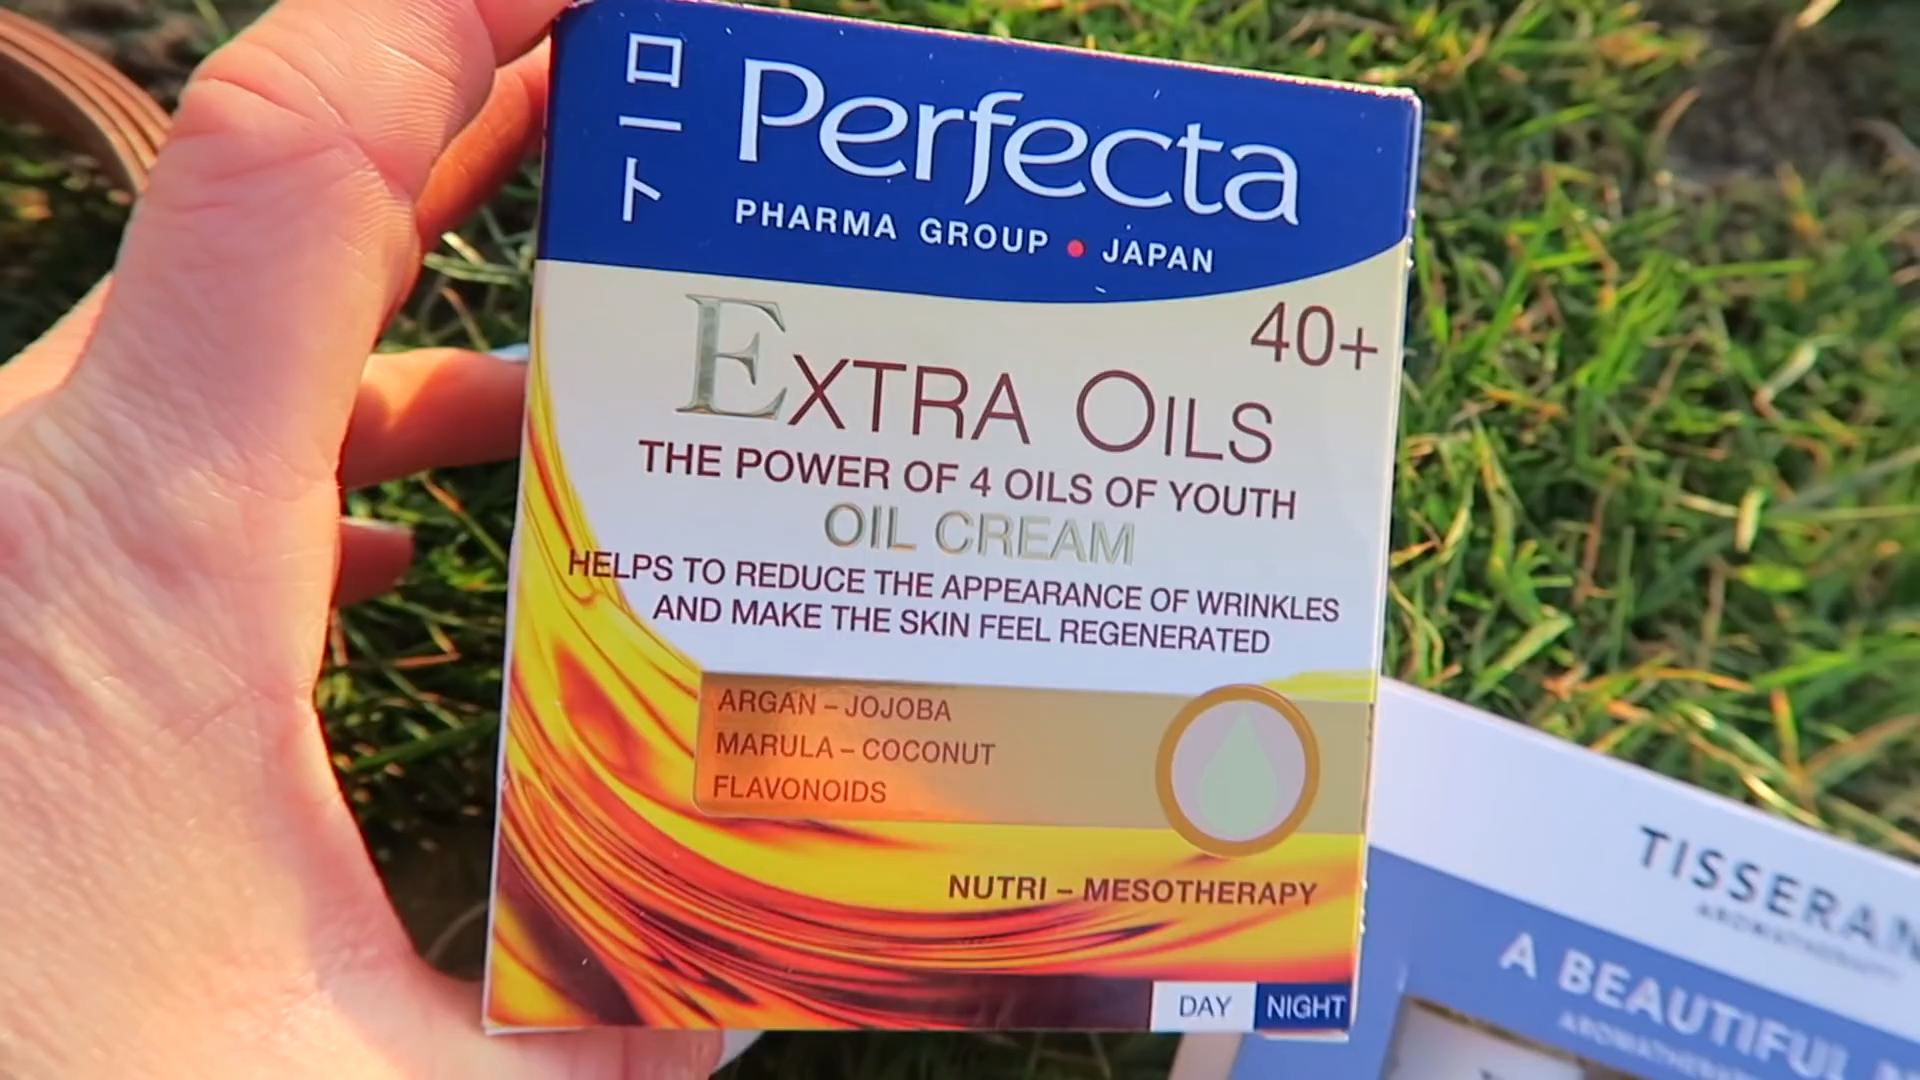 ロート
Perfecta
PHARMA GROUP • JAPAN
40+
EXTRA OILS
THE POWER OF 4 OILS OF YOUTH
OIL CREAM
HELPS TO REDUCE THE APPEARANCE OF WRINKLES
AND MAKE THE SKIN FEEL REGENERATED
ARGAN – JOJOBA
MARULA – COCONUT
FLAVONOIDS
NUTRI – MESOTHERAPY
DAY NIGHT
TISSERAN
AROMATHERAPY
A BEAUTIFUL